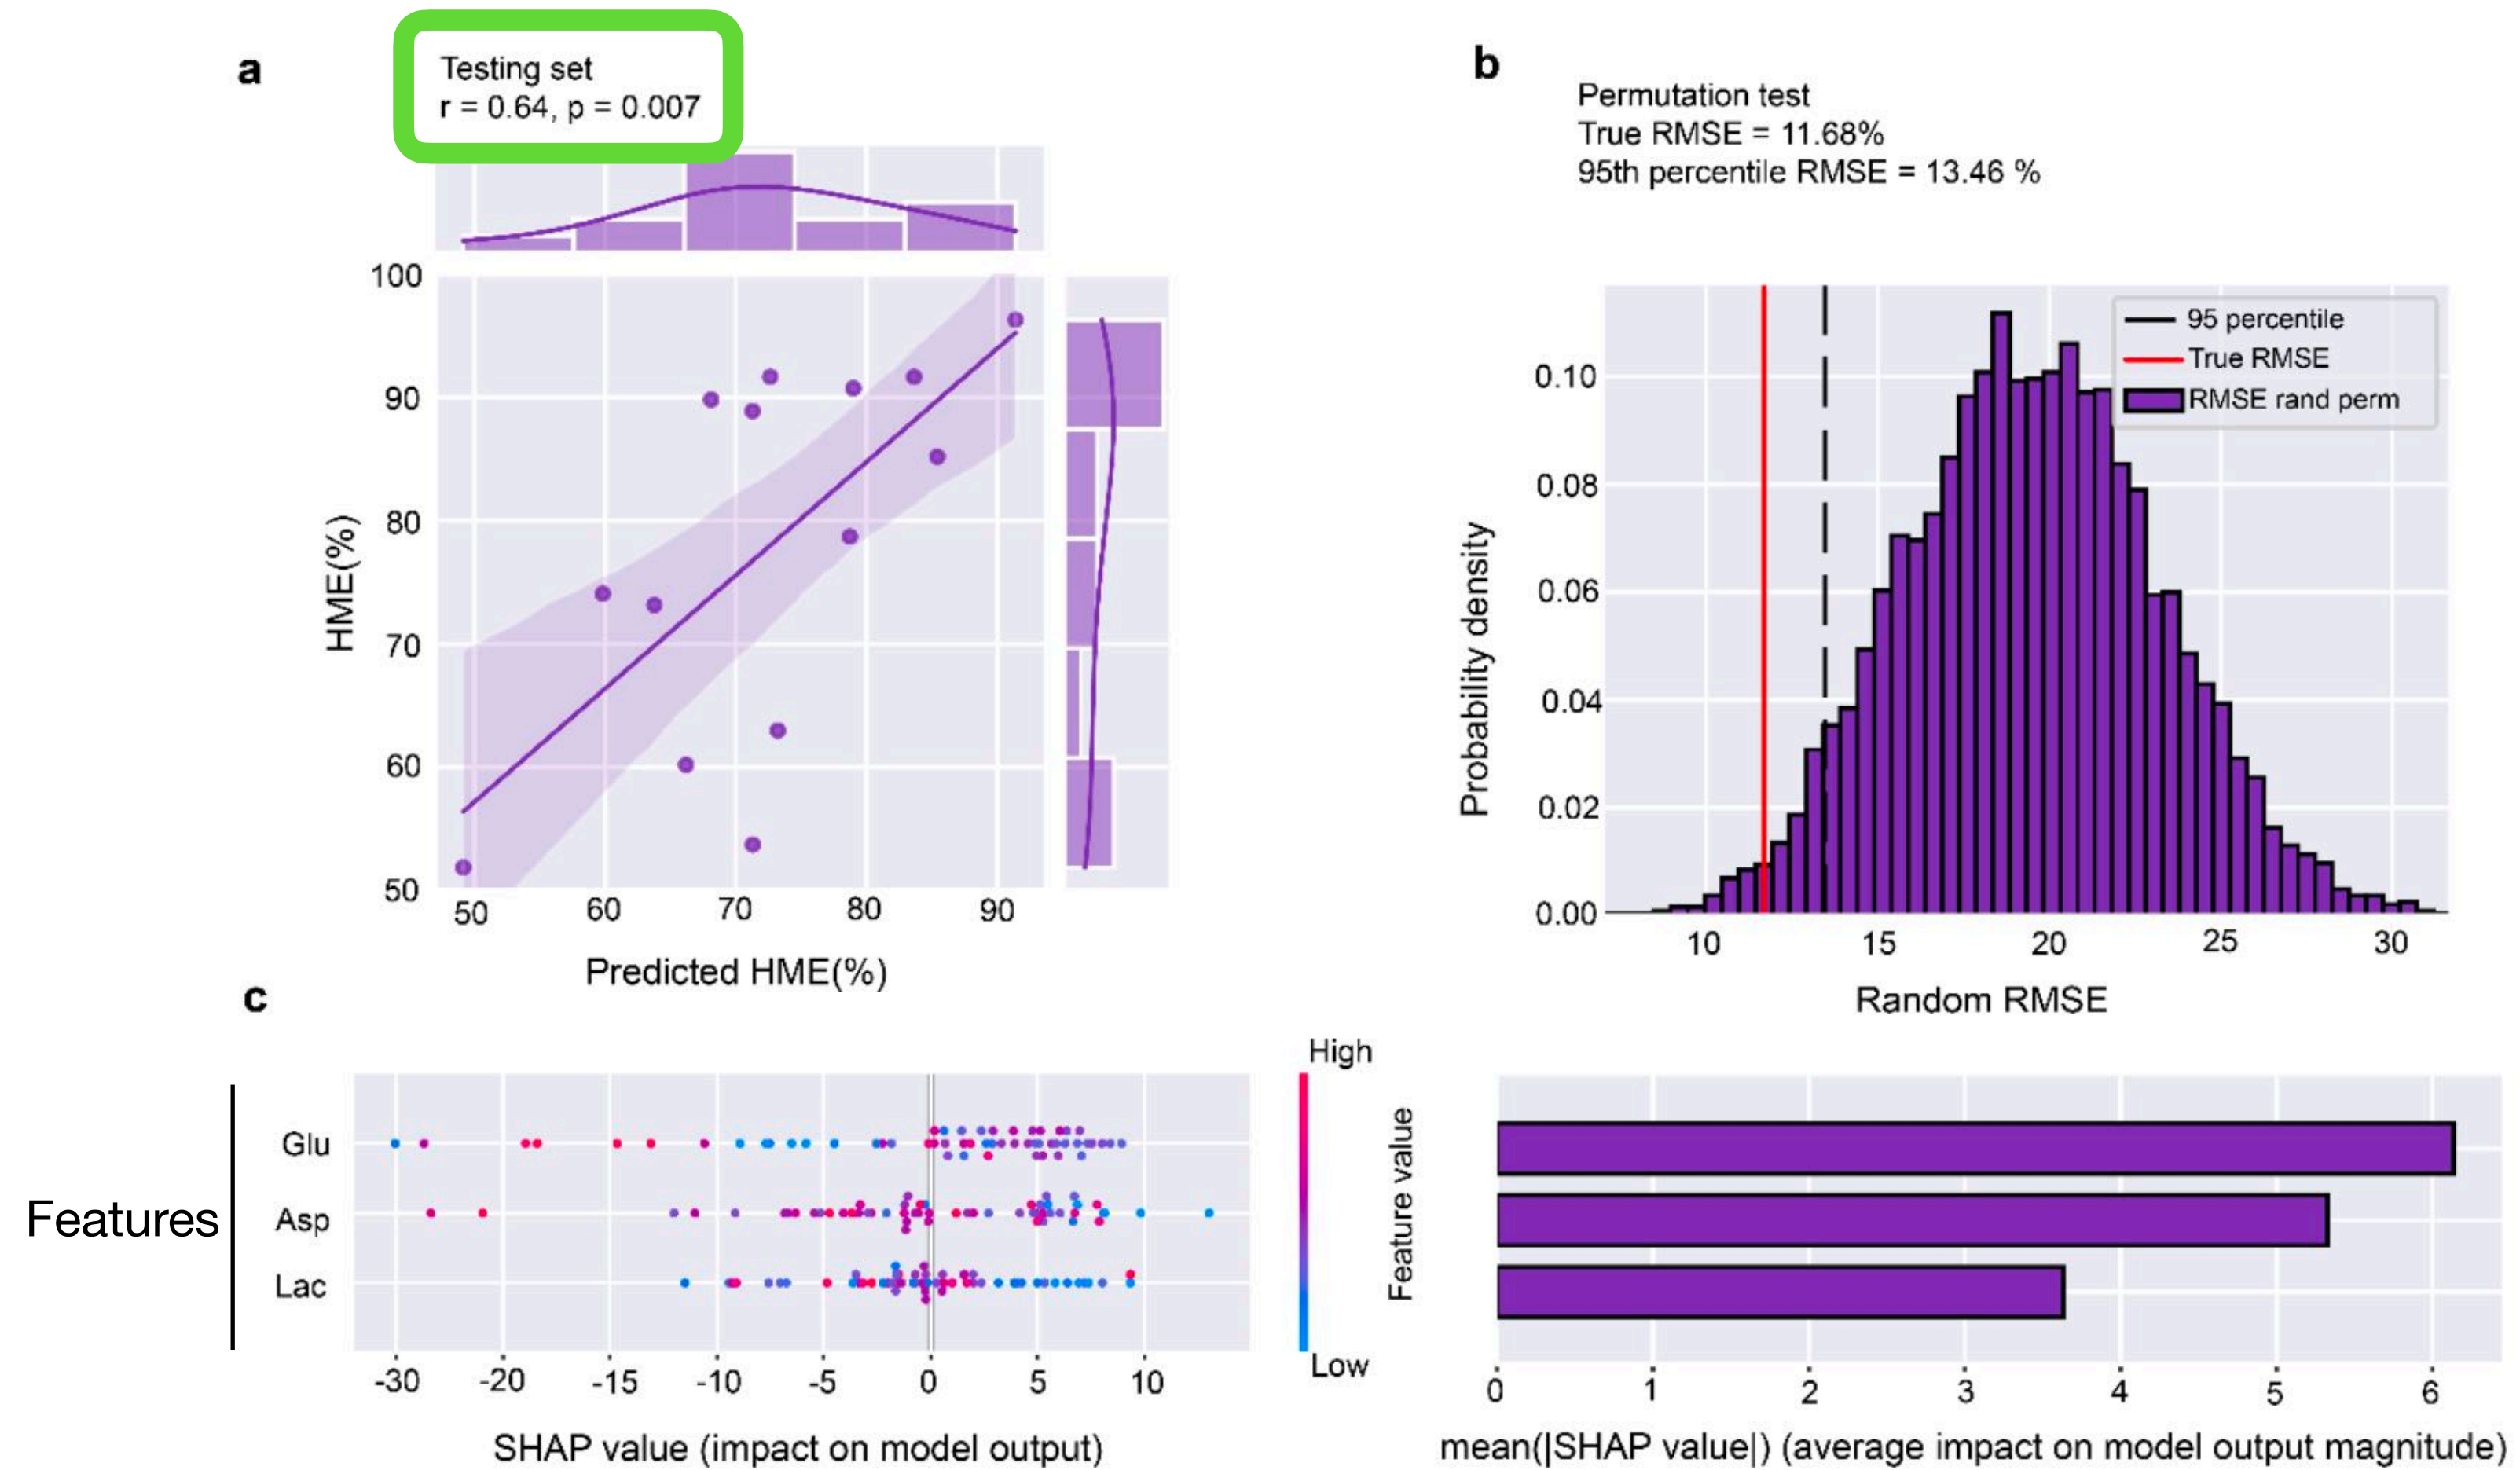 a
Testing set
r = 0.64, p = 0.007
100
90
80
70
60
50
HME(%)
50 60 70 80 90
Predicted HME(%)
b
Permutation test
True RMSE = 11.68%
95th percentile RMSE = 13.46 %
95 percentile
True RMSE
RMSE rand perm
0.10
0.08
0.06
0.04
0.02
0.00
Probability density
10 15 20 25 30
Random RMSE
c
Features
Glu
Asp
Lac
-30 -20 -15 -10 -5 0 5 10
SHAP value (impact on model output)
High
Low
Feature value
0 1 2 3 4 5 6
mean(|SHAP value|) (average impact on model output magnitude)